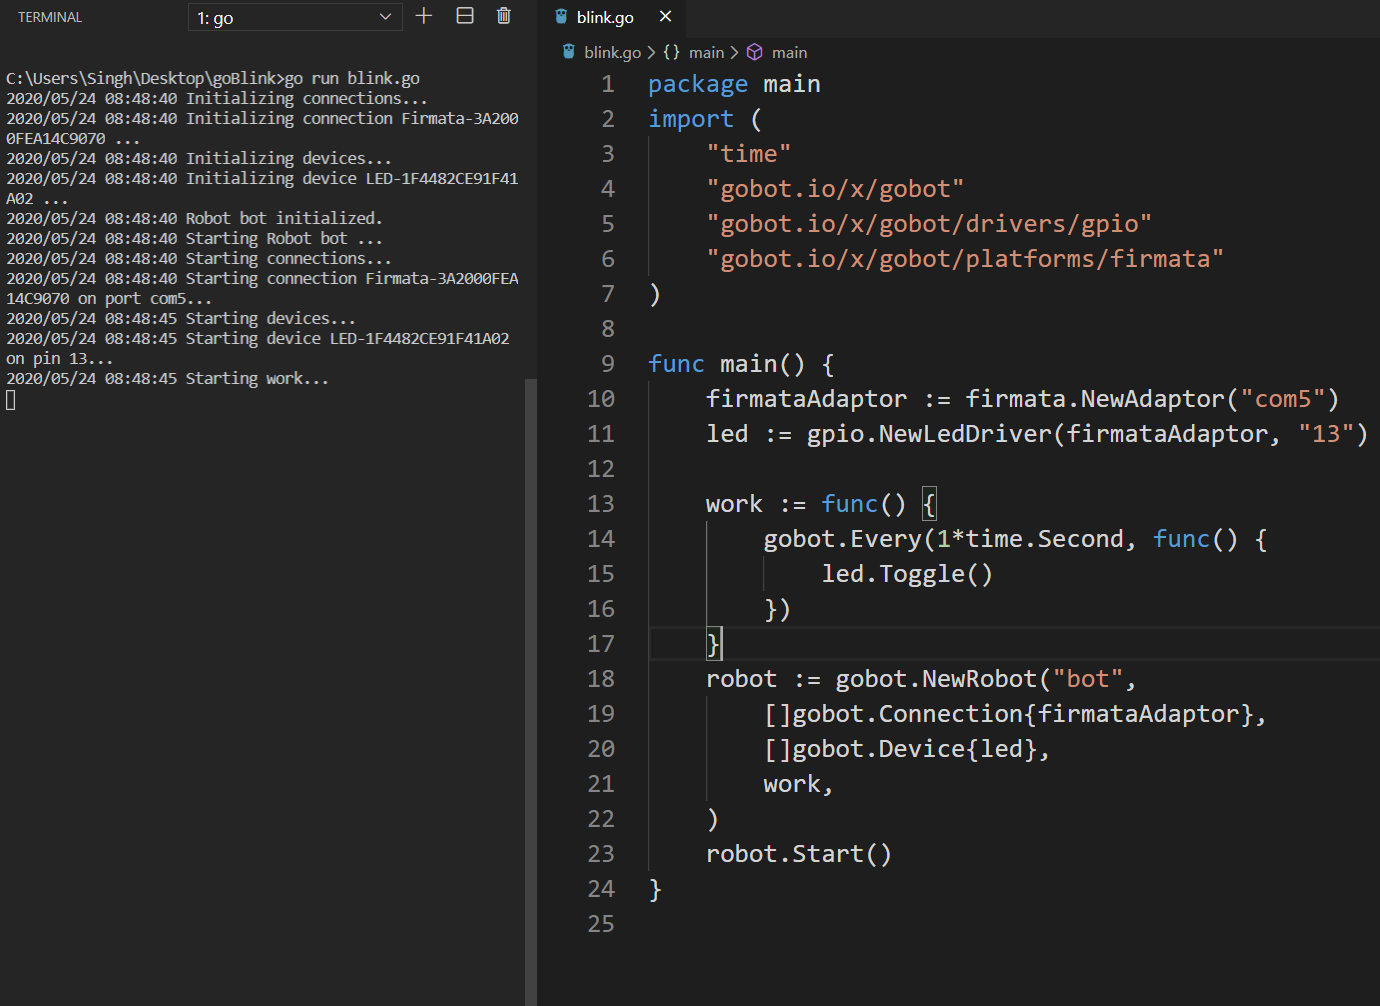 TERMINAL
1: go
C:\Users\Singh\Desktop\goBlink>go run blink.go
2020/05/24 08:48:40 Initializing connections...
2020/05/24 08:48:40 Initializing connection Firmata-3A200
0FEA14C9070 ...
2020/05/24 08:48:40 Initializing devices...
2020/05/24 08:48:40 Initializing device LED-1F4482CE91F41
A02 ...
2020/05/24 08:48:40 Robot bot initialized.
2020/05/24 08:48:40 Starting Robot bot ...
2020/05/24 08:48:40 Starting connections...
2020/05/24 08:48:40 Starting connection Firmata-3A2000FEA
14C9070 on port com5...
2020/05/24 08:48:45 Starting devices...
2020/05/24 08:48:45 Starting device LED-1F4482CE91F41A02
on pin 13...
2020/05/24 08:48:45 Starting work...
blink.go
blink.go > {} main > main
1 package main
2 import (
3     "time"
4     "gobot.io/x/gobot"
5     "gobot.io/x/gobot/drivers/gpio"
6     "gobot.io/x/gobot/platforms/firmata"
7 )
8
9 func main() {
10     firmataAdaptor := firmata.NewAdaptor("com5")
11     led := gpio.NewLedDriver(firmataAdaptor, "13")
12
13     work := func() {
14         gobot.Every(1*time.Second, func() {
15             led.Toggle()
16         })
17     }
18     robot := gobot.NewRobot("bot",
19         []gobot.Connection{firmataAdaptor},
20         []gobot.Device{led},
21         work,
22     )
23     robot.Start()
24 }
25